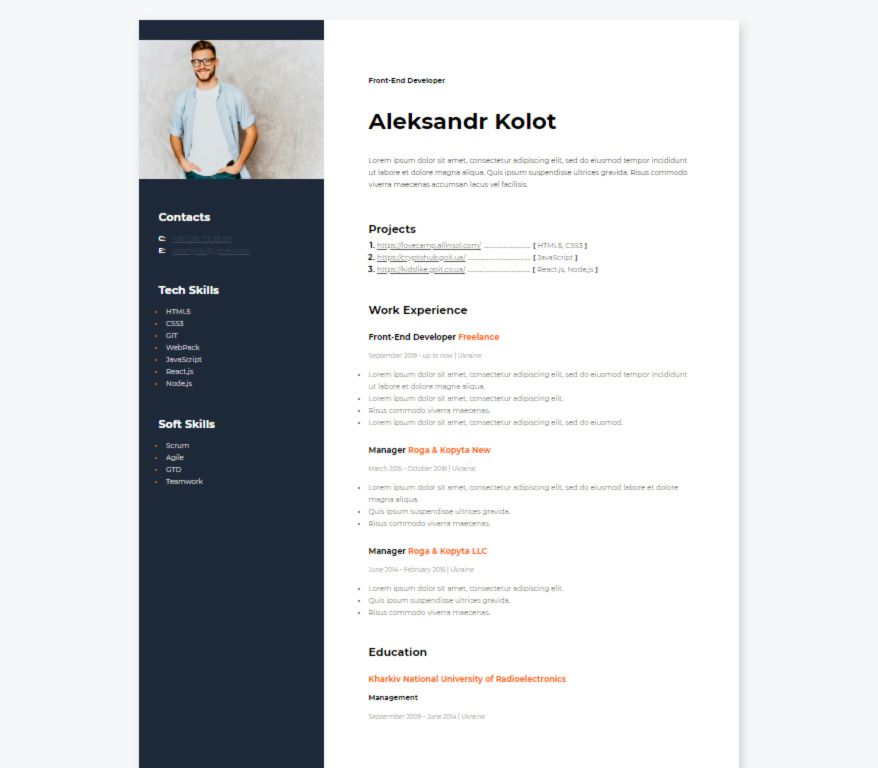 Contacts
C:
E:
Tech Skills
HTML5
CSS3
GIT
WebPack
JavaScript
React.js
Node.js
Soft Skills
Scrum
Agile
GTD
Teamwork
Front-End Developer
Aleksandr Kolot
Lorem ipsum dolor sit amet, consectetur adipiscing elit, sed do eiusmod tempor incididunt
ut labore et dolore magna aliqua. Quis ipsum suspendisse ultrices gravida. Risus commodo
viverra maecenas accumsan lacus vel facilisis.
Projects
1. https://lovecamp.allinsol.com/ ........................... [ HTML5, CSS3 ]
2. https://cryptohub.goit.ua/ .................................... [ JavaScript ]
3. https://kidslike.goit.co.ua/ ................................... [ React.js, Node.js ]
Work Experience
Front-End Developer Freelance
September 2019 - up to now | Ukraine
Lorem ipsum dolor sit amet, consectetur adipiscing elit, sed do eiusmod tempor incididunt
ut labore et dolore magna aliqua.
Lorem ipsum dolor sit amet, consectetur adipiscing elit.
Risus commodo viverra maecenas.
Lorem ipsum dolor sit amet, consectetur adipiscing elit, sed do eiusmod.
Manager Roga & Kopyta New
March 2016 - October 2018 | Ukraine
Lorem ipsum dolor sit amet, consectetur adipiscing elit, sed do eiusmod labore et dolore
magna aliqua.
Quis ipsum suspendisse ultrices gravida.
Risus commodo viverra maecenas.
Manager Roga & Kopyta LLC
June 2014 - February 2016 | Ukraine
Lorem ipsum dolor sit amet, consectetur adipiscing elit.
Quis ipsum suspendisse ultrices gravida.
Risus commodo viverra maecenas.
Education
Kharkiv National University of Radioelectronics
Management
Septermber 2009 - June 2014 | Ukraine